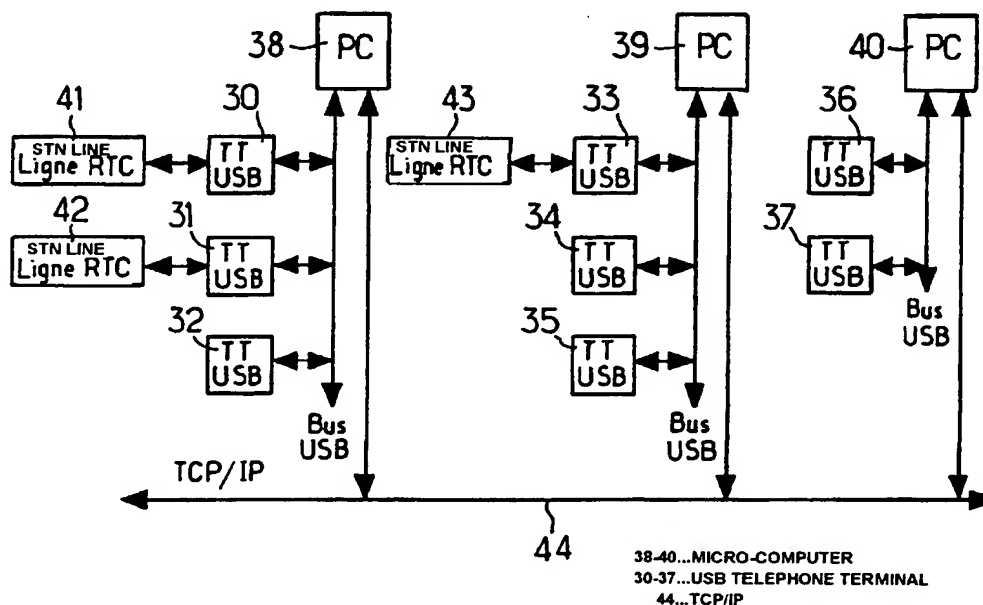 38
PC
39
PC
40
PC
41
STN LINE
Ligne RTC
30
TT
USB
43
STN LINE
Ligne RTC
33
TT
USB
36
TT
USB
42
STN LINE
Ligne RTC
31
TT
USB
34
TT
USB
37
TT
USB
Bus
USB
32
TT
USB
35
TT
USB
Bus
USB
Bus
USB
TCP/IP
44
38-40...MICRO-COMPUTER
30-37...USB TELEPHONE TERMINAL
44...TCP/IP